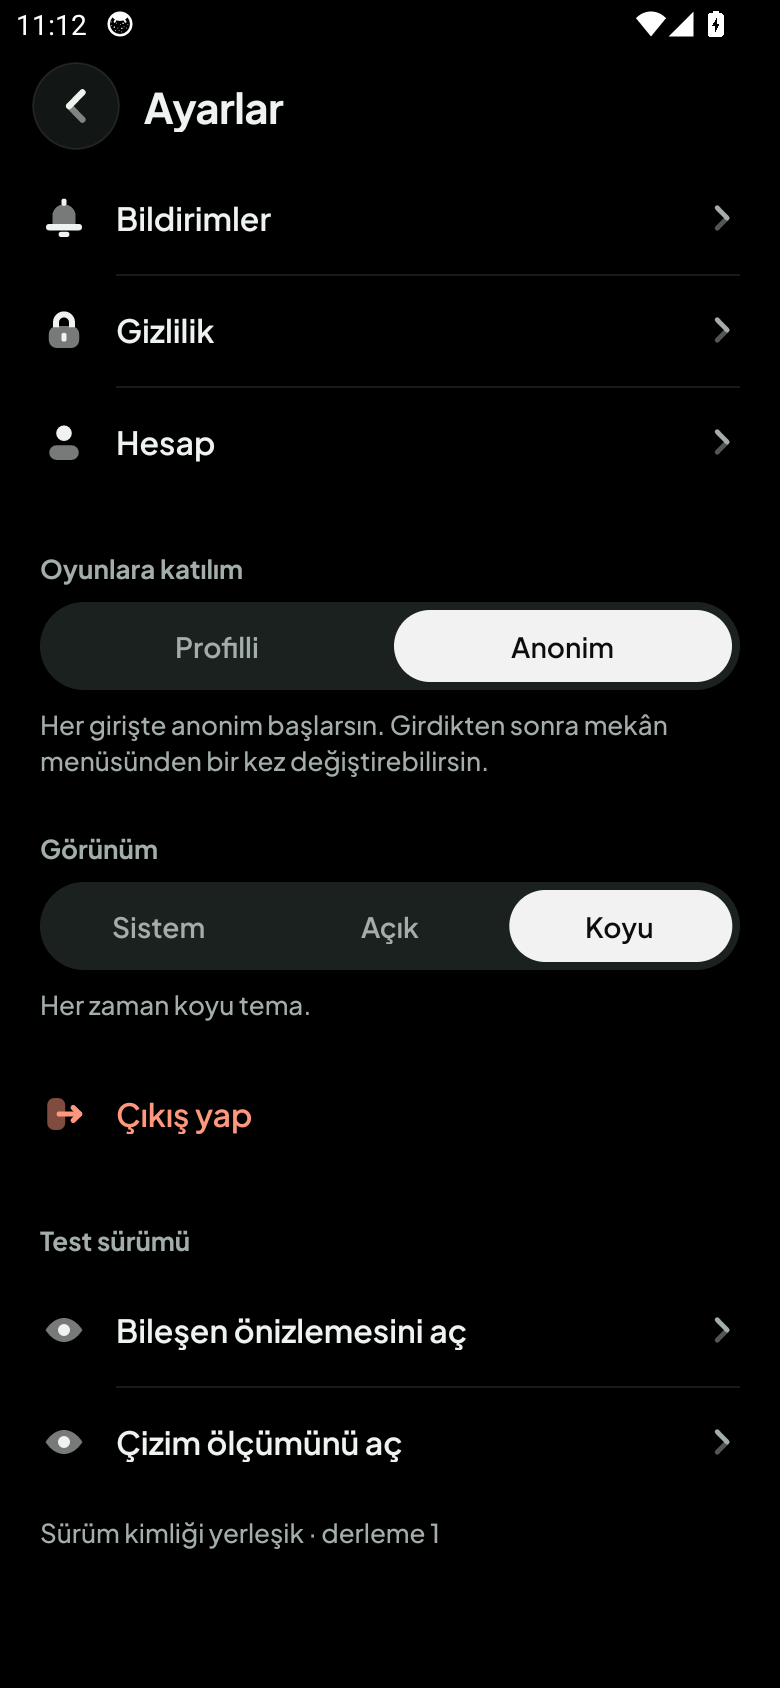 11:12
Ayarlar
Bildirimler
Gizlilik
Hesap
Oyunlara katılım
Profilli
Anonim
Her girişte anonim başlarsın. Girdikten sonra mekân
menüsünden bir kez değiştirebilirsin.
Görünüm
Sistem
Açık
Koyu
Her zaman koyu tema.
Çıkış yap
Test sürümü
Bileşen önizlemesini aç
Çizim ölçümünü aç
Sürüm kimliği yerleşik · derleme 1